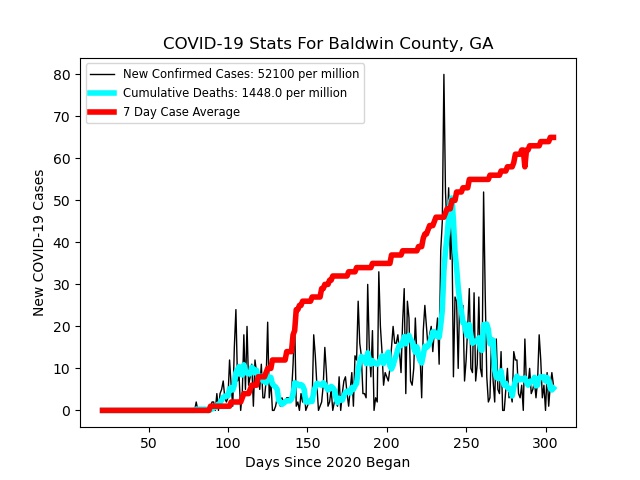 COVID-19 Stats For Baldwin County, GA
New Confirmed Cases: 52100 per million
Cumulative Deaths: 1448.0 per million
7 Day Case Average
80
70
60
50
40
30
20
10
0
New COVID-19 Cases
50 100 150 200 250 300
Days Since 2020 Began